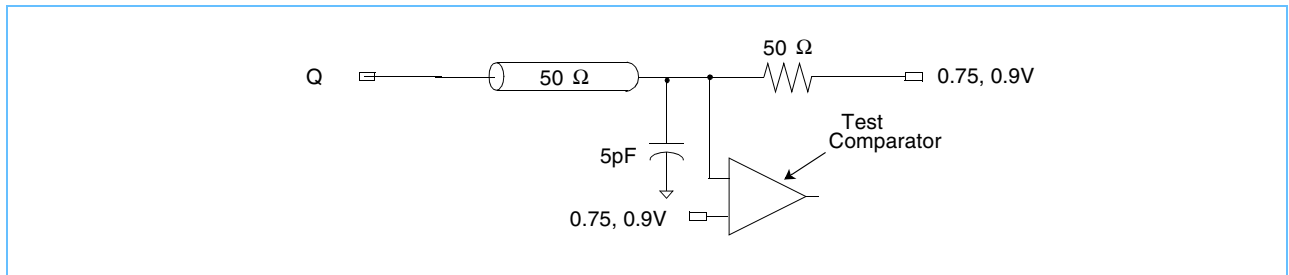 50 Ω
Q
50 Ω
0.75, 0.9V
Test
Comparator
5pF
0.75, 0.9V